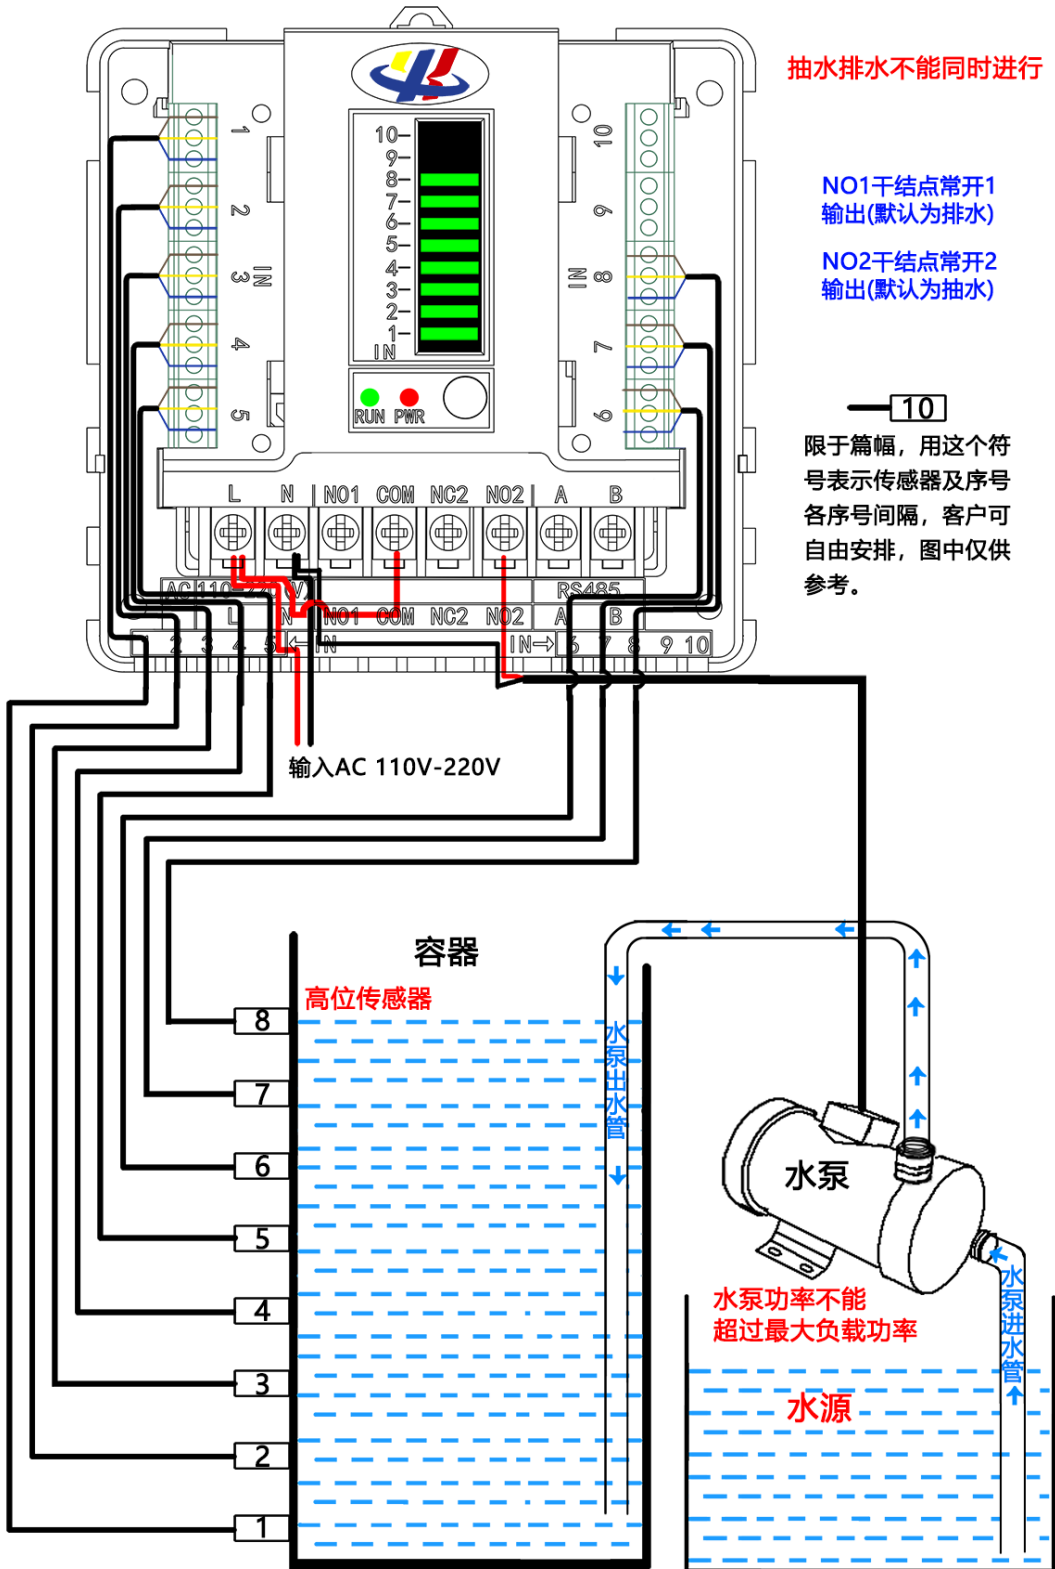 抽水排水不能同时进行
NO1干结点常开1
输出(默认为排水)
NO2干结点常开2
输出(默认为抽水)
10
限于篇幅，用这个符
号表示传感器及序号
各序号间隔，客户可
自由安排，图中仅供
参考。
1
2
3
4
5
IN
10
9
8
7
6
IN
10-
9-
8-
7-
6-
5-
4-
3-
2-
1-
IN
RUN PWR
L N NO1 COM NC2 NO2 A B
AC 110-220(V) RS485
L N NO1 COM NC2 NO2 A B
1 2 3 4 5 ←IN IN→ 6 7 8 9 10
输入AC 110V-220V
容器
高位传感器
8
7
6
5
4
3
2
1
水泵出水管
水泵
水泵功率不能
超过最大负载功率
水泵进水管
水源